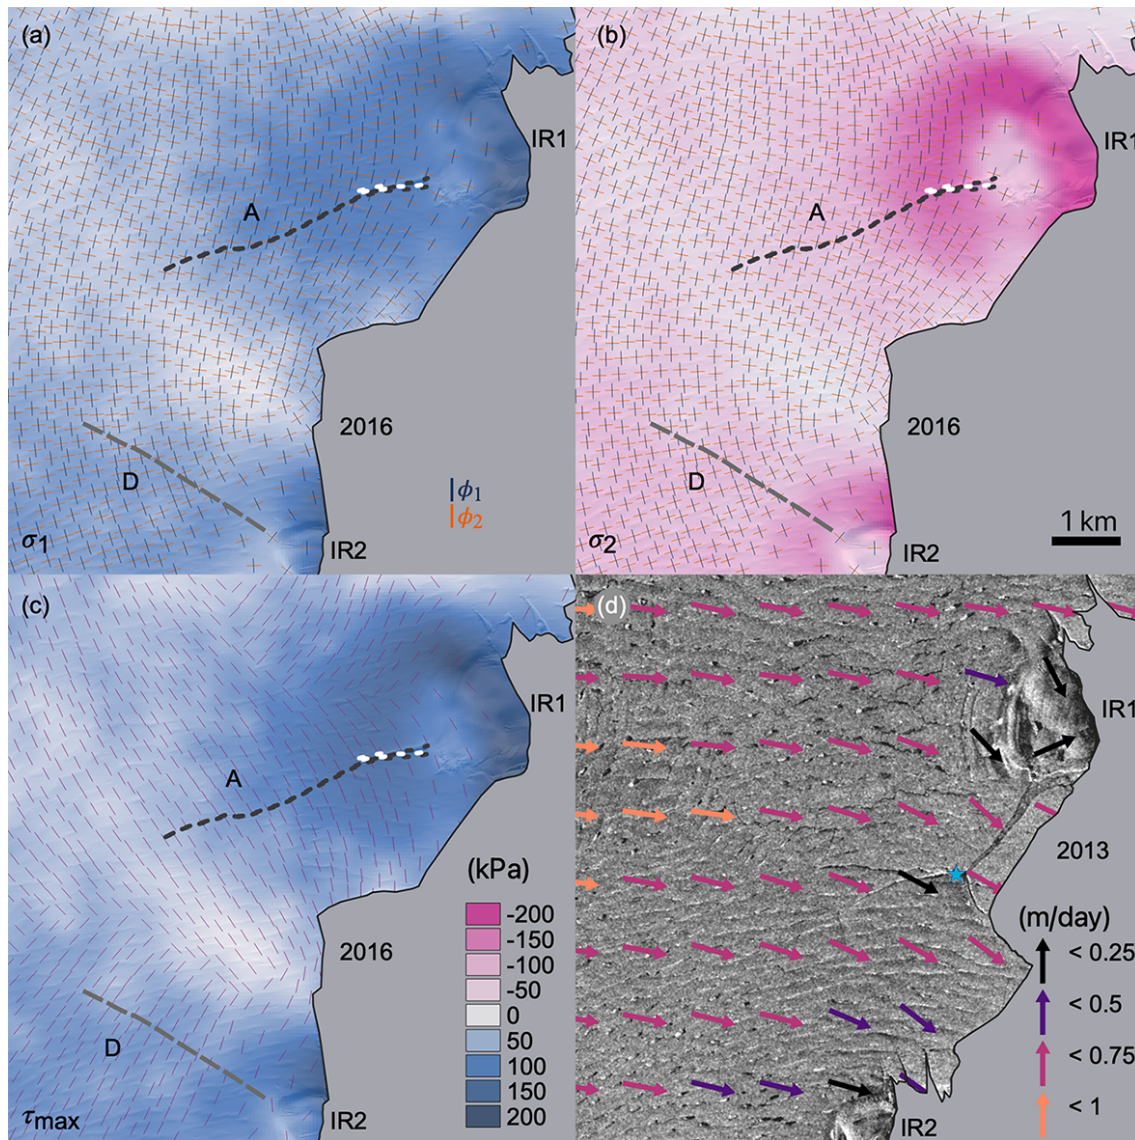 (a)
IR1
A
2016
D
ϕ1
ϕ2
σ1
IR2
(b)
IR1
A
2016
D
1 km
σ2
IR2
(c)
IR1
A
(kPa)
-200
-150
-100
-50
0
50
100
150
200
2016
D
τmax
IR2
(d)
IR1
2013
(m/day)
< 0.25
< 0.5
< 0.75
< 1
IR2